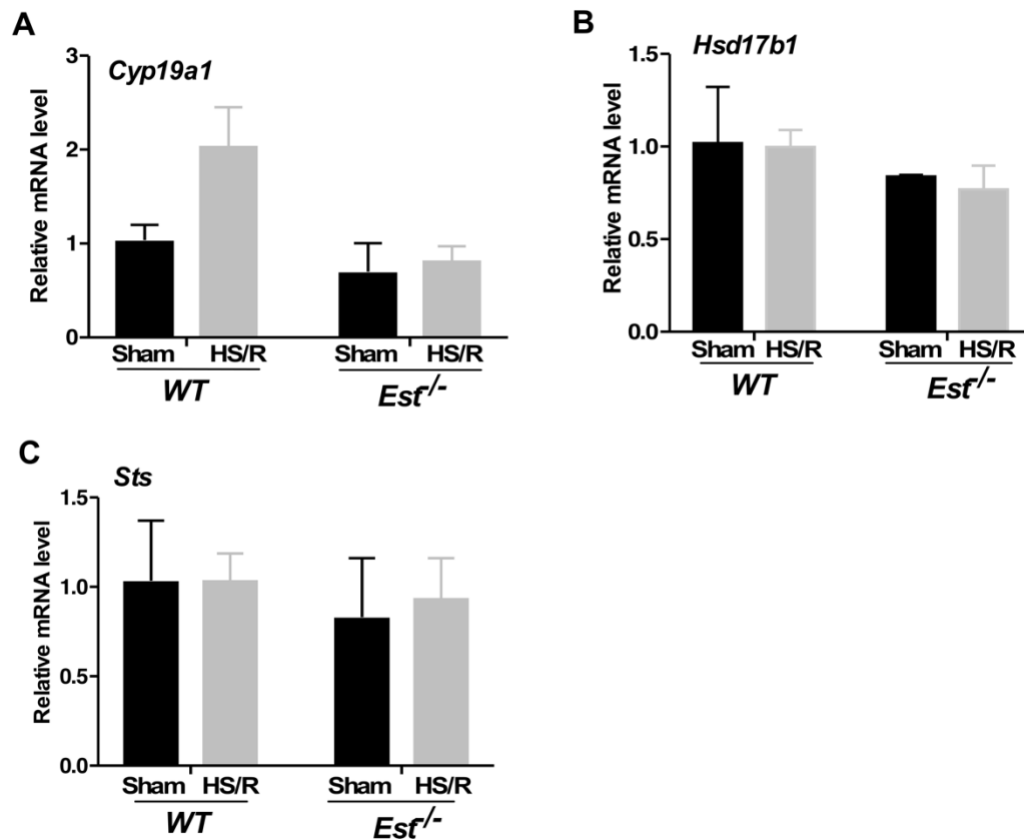 A
Cyp19a1
Relative mRNA level
3
2
1
0
Sham HS/R Sham HS/R
WT Est-/-
B
Hsd17b1
Relative mRNA level
1.5
1.0
0.5
0.0
Sham HS/R Sham HS/R
WT Est-/-
C
Sts
Relative mRNA level
1.5
1.0
0.5
0.0
Sham HS/R Sham HS/R
WT Est-/-